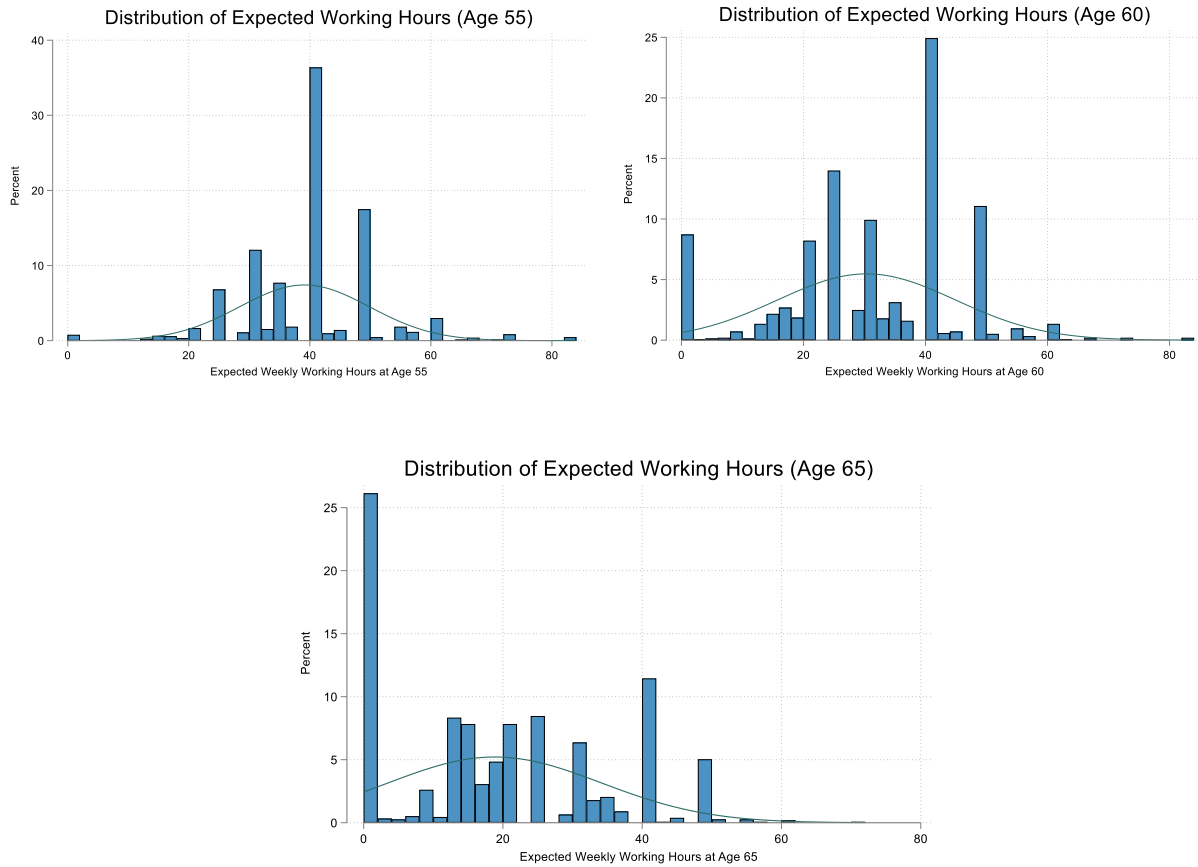 Distribution of Expected Working Hours (Age 55)
40
30
20
10
0
Percent
0 20 40 60 80
Expected Weekly Working Hours at Age 55
Distribution of Expected Working Hours (Age 60)
25
20
15
10
5
0
Percent
0 20 40 60 80
Expected Weekly Working Hours at Age 60
Distribution of Expected Working Hours (Age 65)
25
20
15
10
5
0
Percent
0 20 40 60 80
Expected Weekly Working Hours at Age 65